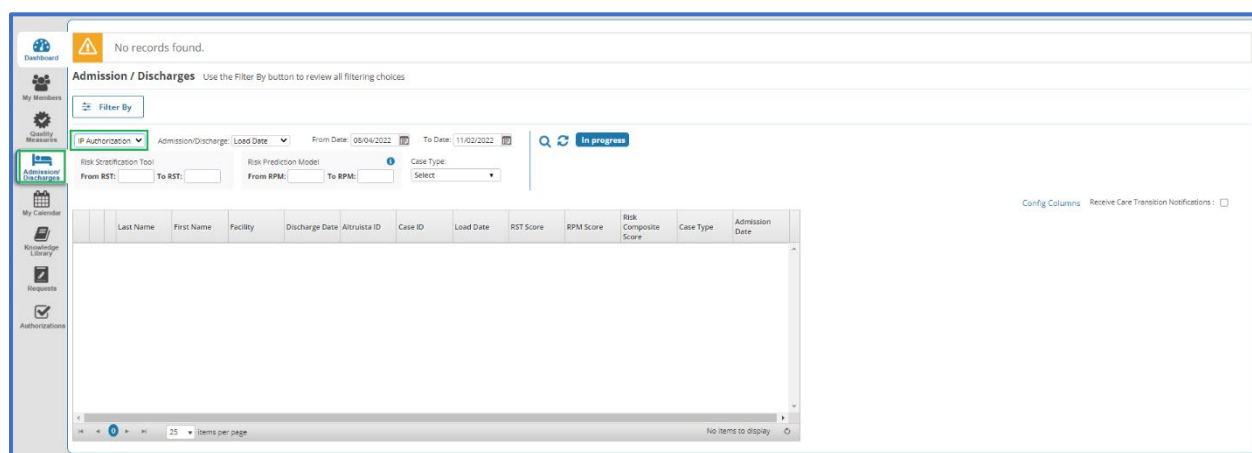 No records found.
Dashboard
Admission / Discharges Use the Filter By button to review all filtering choices
My Members
Filter By
Quality
Measures
IP Authorization Admission/Discharge: Load Date From Date: 08/04/2022 To Date: 11/02/2022 In progress
Risk Stratification Tool Risk Prediction Model Case Type:
From RST: To RST: From RPM: To RPM: Select
Admission/
Discharges
My Calendar
Config Columns Receive Care Transition Notifications :
Last Name First Name Facility Discharge Date Altruista ID Case ID Load Date RST Score RPM Score Risk Composite Score Case Type Admission Date
Knowledge
Library
Requests
Authorizations
0 25 items per page No items to display